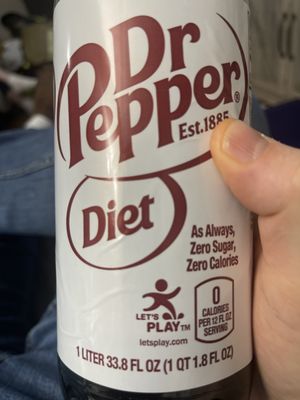 Dr
Pepper®
Est.1885
Diet
As Always,
Zero Sugar,
Zero Calories
LET'S
PLAY™
letsplay.com
0
CALORIES
PER 12 FL OZ
SERVING
1 LITER 33.8 FL OZ (1 QT 1.8 FL OZ)